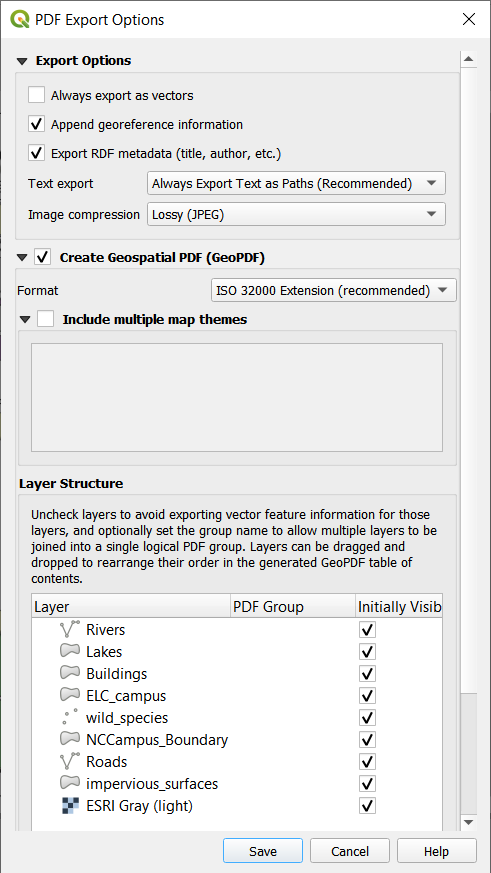 PDF Export Options
Export Options
Always export as vectors
Append georeference information
Export RDF metadata (title, author, etc.)
Text export Always Export Text as Paths (Recommended)
Image compression Lossy (JPEG)
Create Geospatial PDF (GeoPDF)
Format ISO 32000 Extension (recommended)
Include multiple map themes
Layer Structure
Uncheck layers to avoid exporting vector feature information for those
layers, and optionally set the group name to allow multiple layers to be
joined into a single logical PDF group. Layers can be dragged and
dropped to rearrange their order in the generated GeoPDF table of
contents.
Layer PDF Group Initially Visib
Rivers
Lakes
Buildings
ELC_campus
wild_species
NCCampus_Boundary
Roads
impervious_surfaces
ESRI Gray (light)
Save Cancel Help